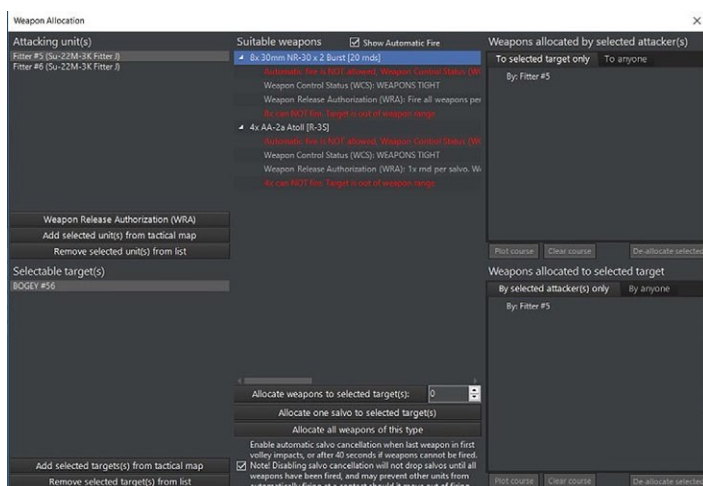 Weapon Allocation
Attacking unit(s)
Fitter #5 (Su-22M-3K Fitter J)
Fitter #6 (Su-22M-3K Fitter J)
Weapon Release Authorization (WRA)
Add selected unit(s) from tactical map
Remove selected unit(s) from list
Selectable target(s)
BOGEY #56
Add selected targets(s) from tactical map
Remove selected target(s) from list
Suitable weapons
Show Automatic Fire
8x 30mm NR-30 x 2 Burst [20 rnds]
Automatic Fire is NOT allowed, Weapon Control Status (W
Weapon Control Status (WCS): WEAPONS TIGHT
Weapon Release Authorization (WRA): Fire all weapons per
8x can NOT fire. Target is out of weapon range
4x AA-2a Atoll [R-3S]
Automatic Fire is NOT allowed, Weapon Control Status (W
Weapon Control Status (WCS): WEAPONS TIGHT
Weapon Release Authorization (WRA): 1x rnd per salvo. W
4x can NOT fire. Target is out of weapon range
Allocate weapons to selected target(s):
0
Allocate one salvo to selected target(s)
Allocate all weapons of this type
Enable automatic salvo cancellation when last weapon in first
volley impacts, or after 40 seconds if weapons cannot be fired.
Note! Disabling salvo cancellation will not drop salvos until all
weapons have been fired, and may prevent other units from
automatically firing at a contact should it move out of firing
Weapons allocated by selected attacker(s)
To selected target only
To anyone
By: Fitter #5
Plot course
Clear course
De-allocate selected
Weapons allocated to selected target
By selected attacker(s) only
By anyone
By: Fitter #5
Plot course
Clear course
De-allocate selected